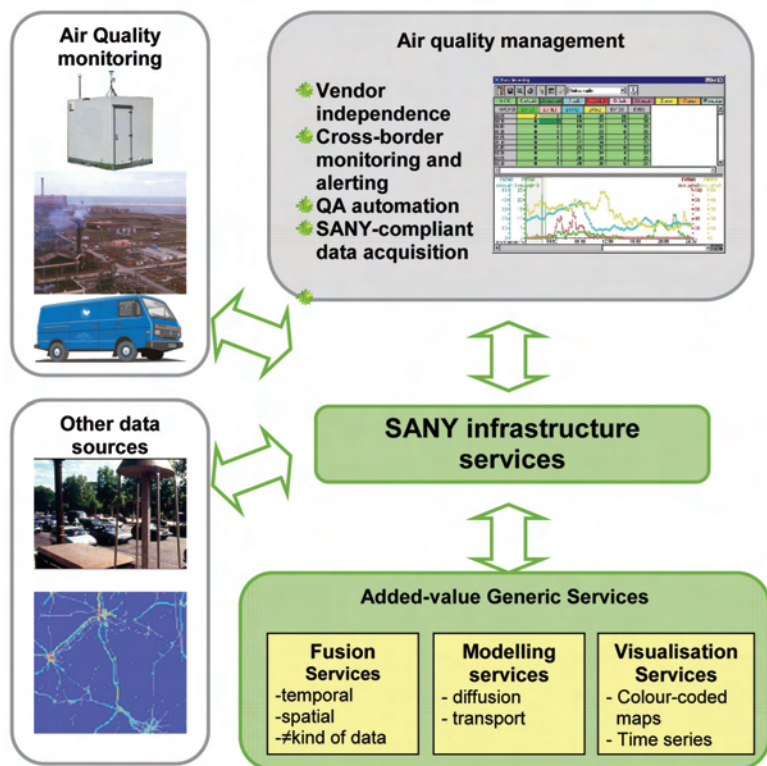 Air Quality
monitoring
Air quality management
Vendor
independence
Cross-border
monitoring and
alerting
QA automation
SANY-compliant
data acquisition
Other data
sources
SANY infrastructure
services
Added-value Generic Services
Fusion
Services
-temporal
-spatial
-≠kind of data
Modelling
services
- diffusion
- transport
Visualisation
Services
- Colour-coded
maps
- Time series